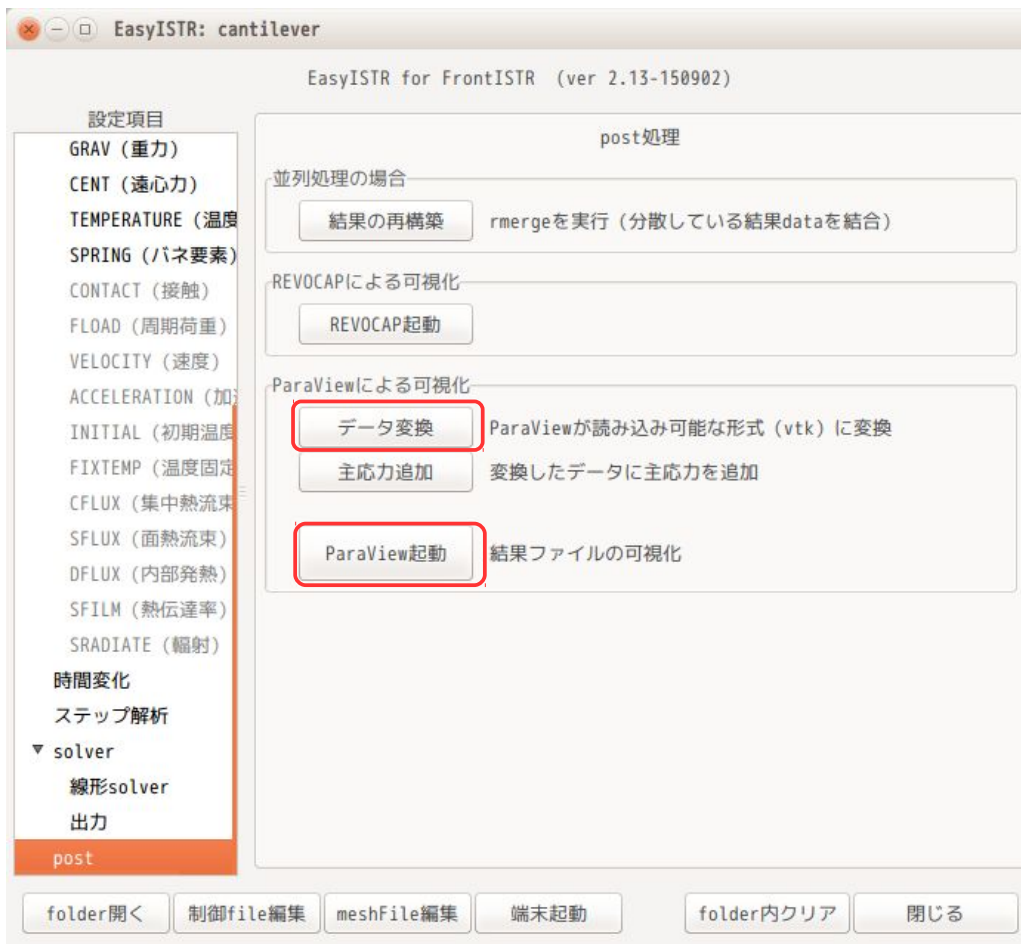 EasyISTR: cantilever
EasyISTR for FrontISTR (ver 2.13-150902)
設定項目
GRAV (重力)
CENT (遠心力)
TEMPERATURE (温度
SPRING (バネ要素)
CONTACT (接触)
FLOAD (周期荷重)
VELOCITY (速度)
ACCELERATION (加
INITIAL (初期温度
FIXTEMP (温度固定
CFLUX (集中熱流束
SFLUX (面熱流束)
DFLUX (内部発熱)
SFILM (熱伝達率)
SRADIATE (輻射)
時間変化
ステップ解析
solver
線形solver
出力
post
post処理
並列処理の場合
結果の再構築 rmergeを実行 (分散している結果dataを結合)
REVOCAPによる可視化
REVOCAP起動
ParaViewによる可視化
データ変換 ParaViewが読み込み可能な形式 (vtk) に変換
主応力追加 変換したデータに主応力を追加
ParaView起動 結果ファイルの可視化
folder開く 制御file編集 meshFile編集 端末起動 folder内クリア 閉じる